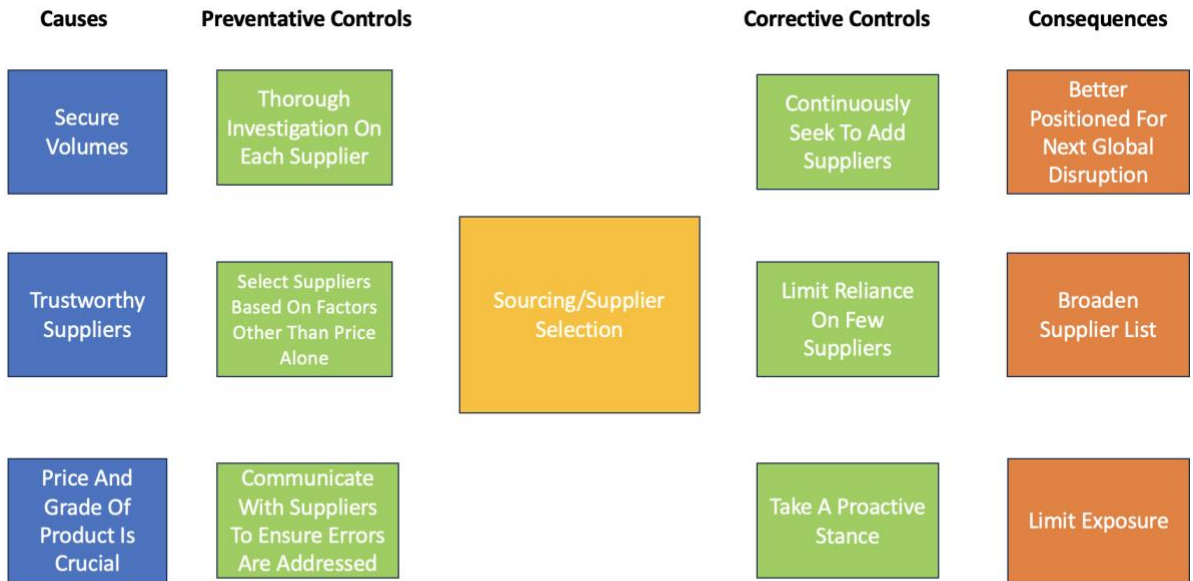 Causes
Preventative Controls
Corrective Controls
Consequences
Secure
Volumes
Thorough
Investigation On
Each Supplier
Continuously
Seek To Add
Suppliers
Better
Positioned For
Next Global
Disruption
Trustworthy
Suppliers
Select Suppliers
Based On Factors
Other Than Price
Alone
Sourcing/Supplier
Selection
Limit Reliance
On Few
Suppliers
Broaden
Supplier List
Price And
Grade Of
Product Is
Crucial
Communicate
With Suppliers
To Ensure Errors
Are Addressed
Take A Proactive
Stance
Limit Exposure